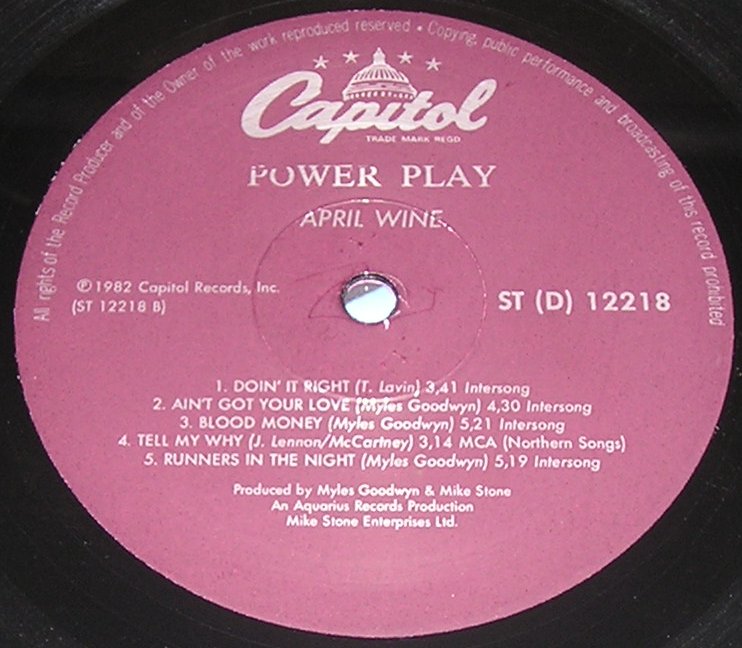 All rights of the Record Producer and of the Owner of the work reproduced reserved • Copying, public performance and broadcasting of this record prohibited
Capitol
TRADE MARK REGD
POWER PLAY
APRIL WINE
℗ 1982 Capitol Records, Inc.
(ST 12218 B)
ST (D) 12218
1. DOIN' IT RIGHT (T. Lavin) 3,41 Intersong
2. AIN'T GOT YOUR LOVE (Myles Goodwyn) 4,30 Intersong
3. BLOOD MONEY (Myles Goodwyn) 5,21 Intersong
4. TELL MY WHY (J. Lennon/McCartney) 3,14 MCA (Northern Songs)
5. RUNNERS IN THE NIGHT (Myles Goodwyn) 5,19 Intersong
Produced by Myles Goodwyn & Mike Stone
An Aquarius Records Production
Mike Stone Enterprises Ltd.